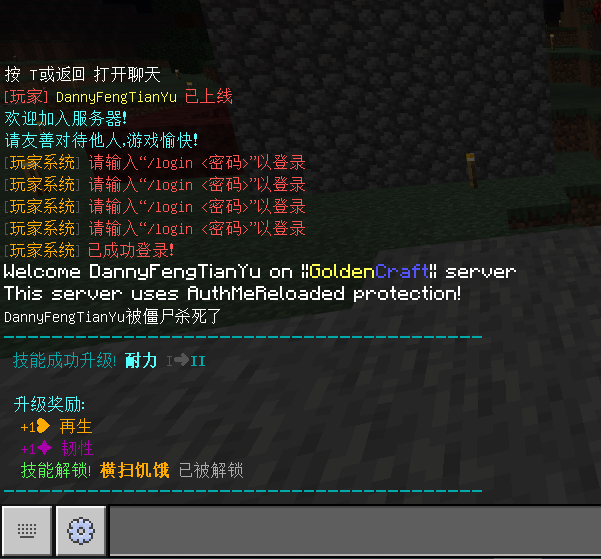 按 T或返回 打开聊天
[玩家] DannyFengTianYu 已上线
欢迎加入服务器!
请友善对待他人,游戏愉快!
[玩家系统] 请输入“/login <密码>”以登录
[玩家系统] 请输入“/login <密码>”以登录
[玩家系统] 请输入“/login <密码>”以登录
[玩家系统] 请输入“/login <密码>”以登录
[玩家系统] 已成功登录!
Welcome DannyFengTianYu on ||GoldenCraft|| server
This server uses AuthMeReloaded protection!
DannyFengTianYu被僵尸杀死了
技能成功升级! 耐力 I➡II
升级奖励:
+1❥ 再生
+1✦ 韧性
技能解锁! 横扫饥饿 已被解锁